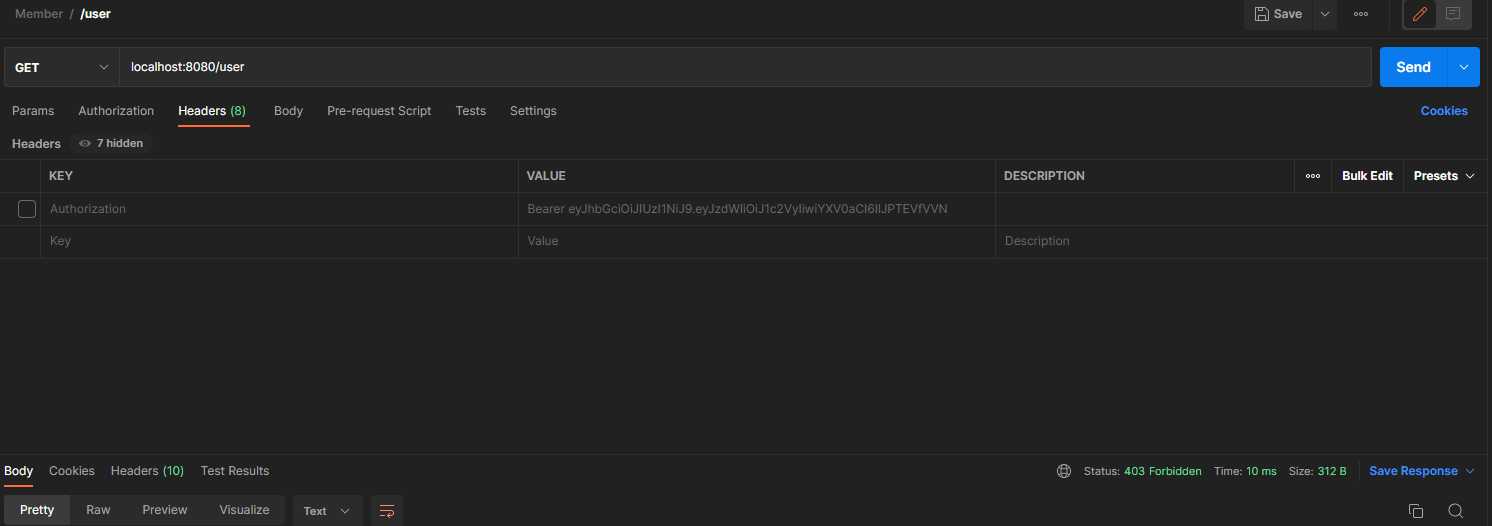 Member / /user
Save
GET
localhost:8080/user
Send
Params Authorization Headers (8) Body Pre-request Script Tests Settings Cookies
Headers 7 hidden
KEY VALUE DESCRIPTION Bulk Edit Presets
Authorization Bearer eyJhbGciOiJIUzI1NiJ9.eyJzdWIiOiJ1c2VyIiwiYXV0aCI6IlJPTEVfVVN
Key Value Description
Body Cookies Headers (10) Test Results Status: 403 Forbidden Time: 10 ms Size: 312 B Save Response
Pretty Raw Preview Visualize Text